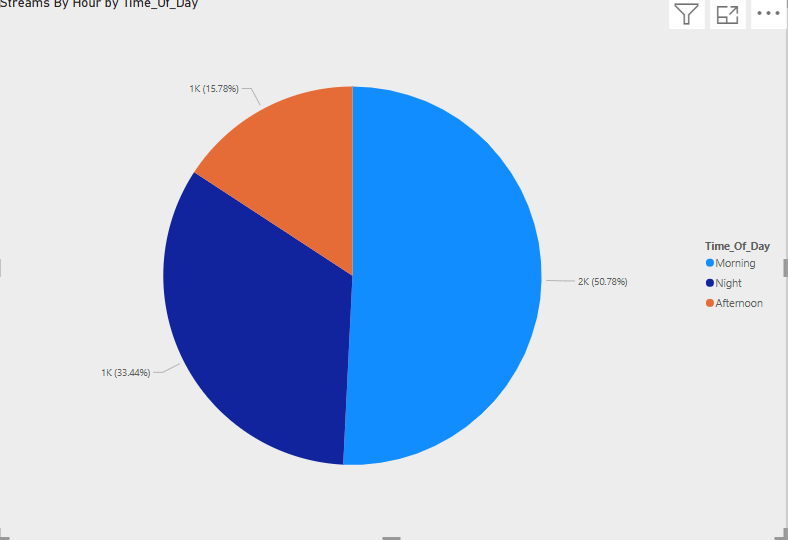 Streams By Hour by Time_Of_Day
1K (15.78%)
2K (50.78%)
1K (33.44%)
Time_Of_Day
Morning
Night
Afternoon